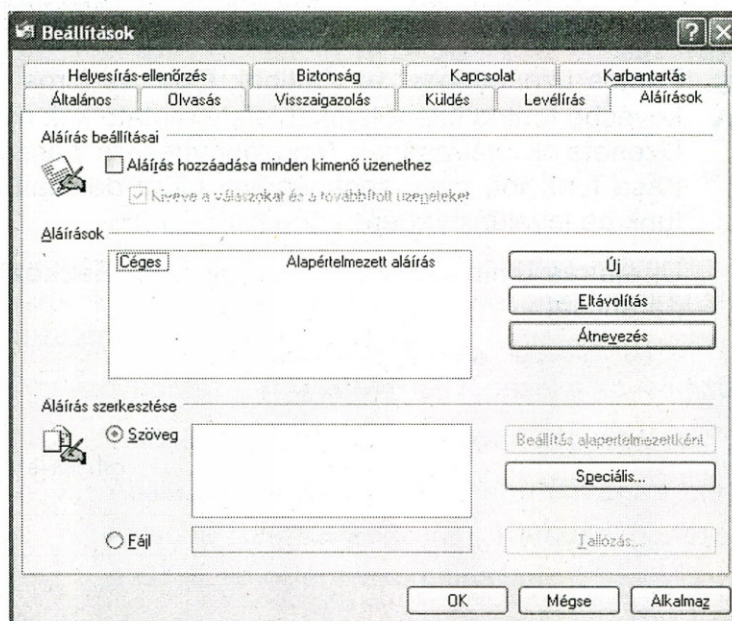 Beállítások
Helyesírás-ellenőrzés Biztonság Kapcsolat Karbantartás
Általános Olvasás Visszaigazolás Küldés Levélírás Aláírások
Aláírás beállításai
Aláírás hozzáadása minden kimenő üzenethez
Kivéve a válaszokat és a továbbított üzeneteket
Aláírások
Céges Alapértelmezett aláírás
Új
Eltávolítás
Átnevezés
Aláírás szerkesztése
Szöveg
Beállítás alapértelmezettként
Speciális...
Fájl
Tallózás...
OK Mégse Alkalmaz